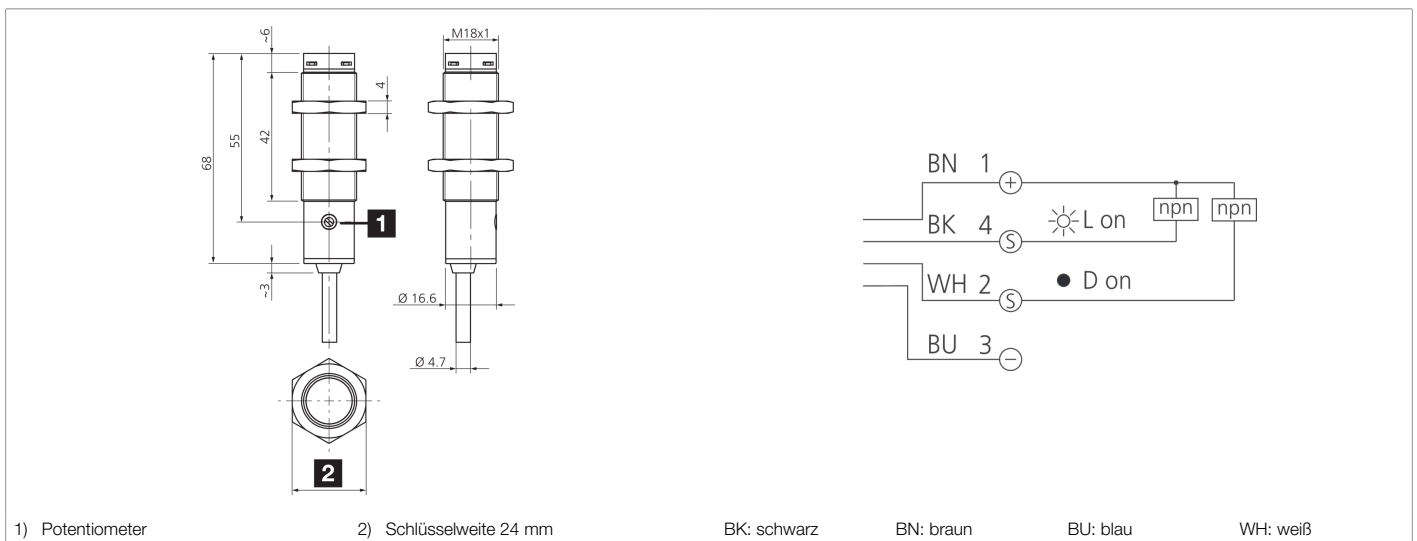 ~6
M18x1
4
42
55
68
1
~3
Ø 16.6
Ø 4.7
2
BN 1 +
npn npn
BK 4 S L on
WH 2 S D on
BU 3 −
1) Potentiometer 2) Schlüsselweite 24 mm BK: schwarz BN: braun BU: blau WH: weiß